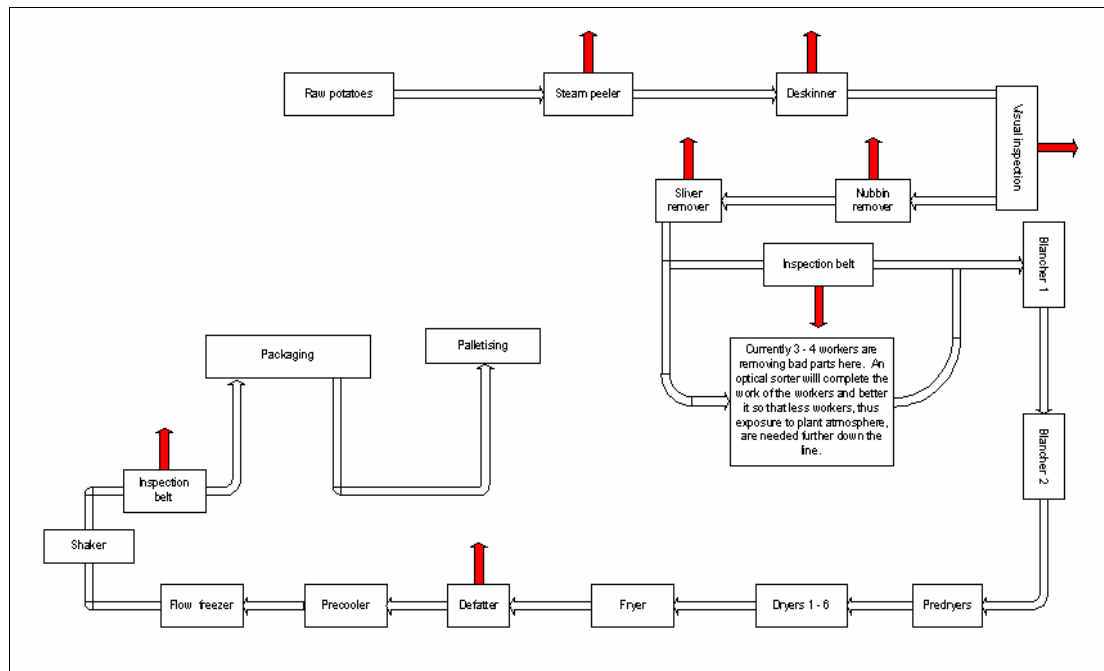 Raw potatoes
Steam peeler
Deskinner
Visual inspection
Nubbin
remover
Sliver
remover
Inspection belt
Currently 3 - 4 workers are
removing bad parts here. An
optical sorter willl complete the
work of the workers and better
it so that less workers, thus
exposure to plant atmosphere,
are needed further down the
line.
Blancher 1
Blancher 2
Predryers
Dryers 1 - 6
Fryer
Defatter
Precooler
Flow freezer
Shaker
Inspection
belt
Packaging
Palletising